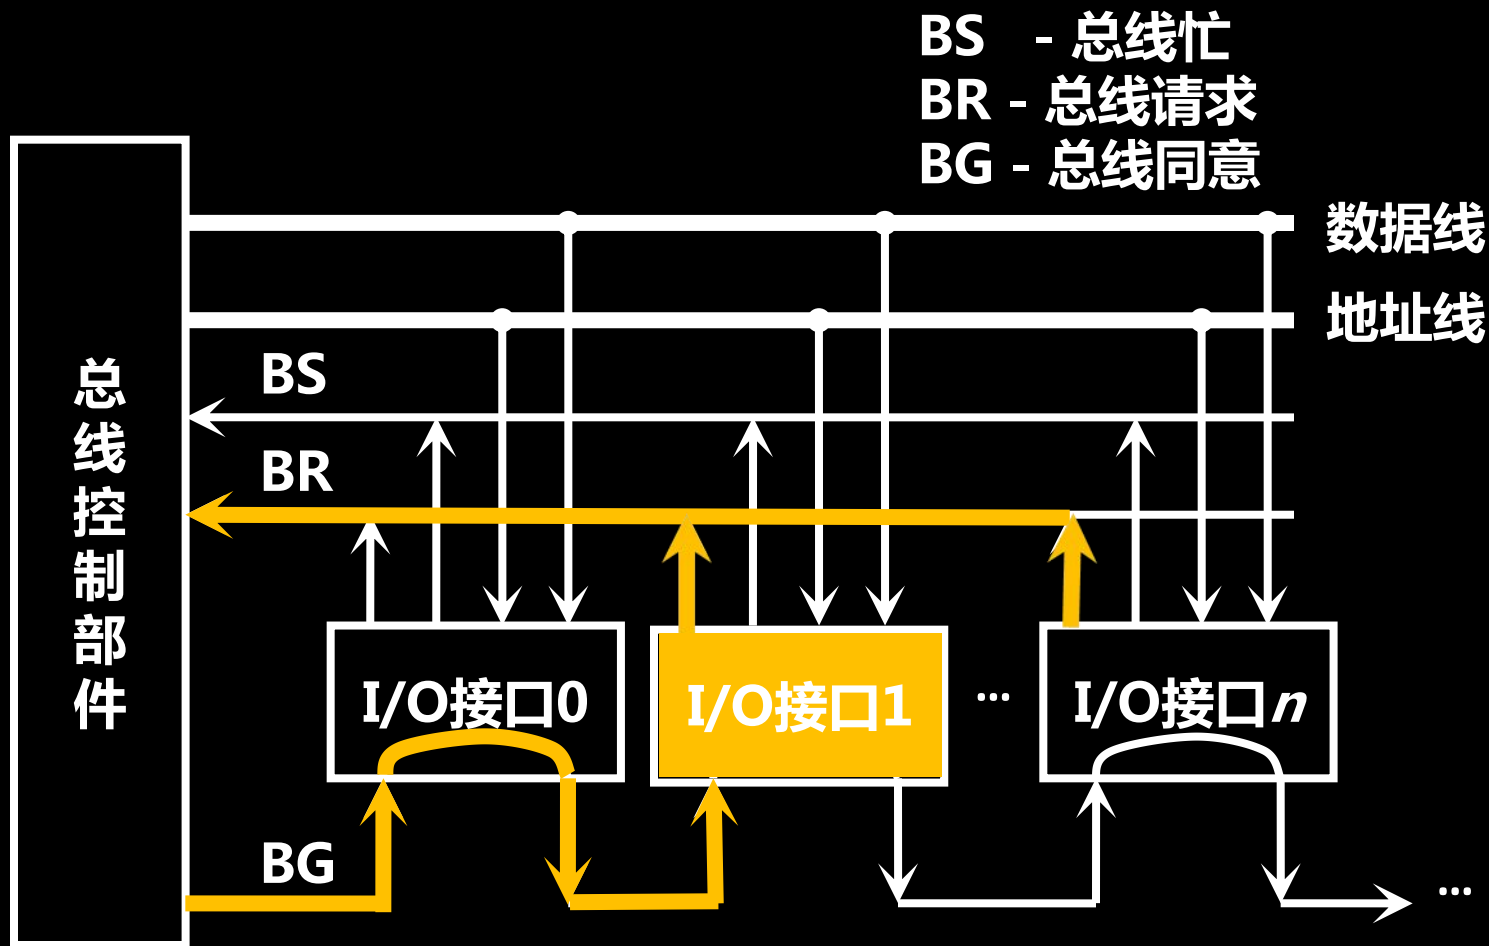 BS - 总线忙
BR - 总线请求
BG - 总线同意
数据线
地址线
BS
BR
总线控制部件
I/O接口0
I/O接口1
...
I/O接口n
BG
...